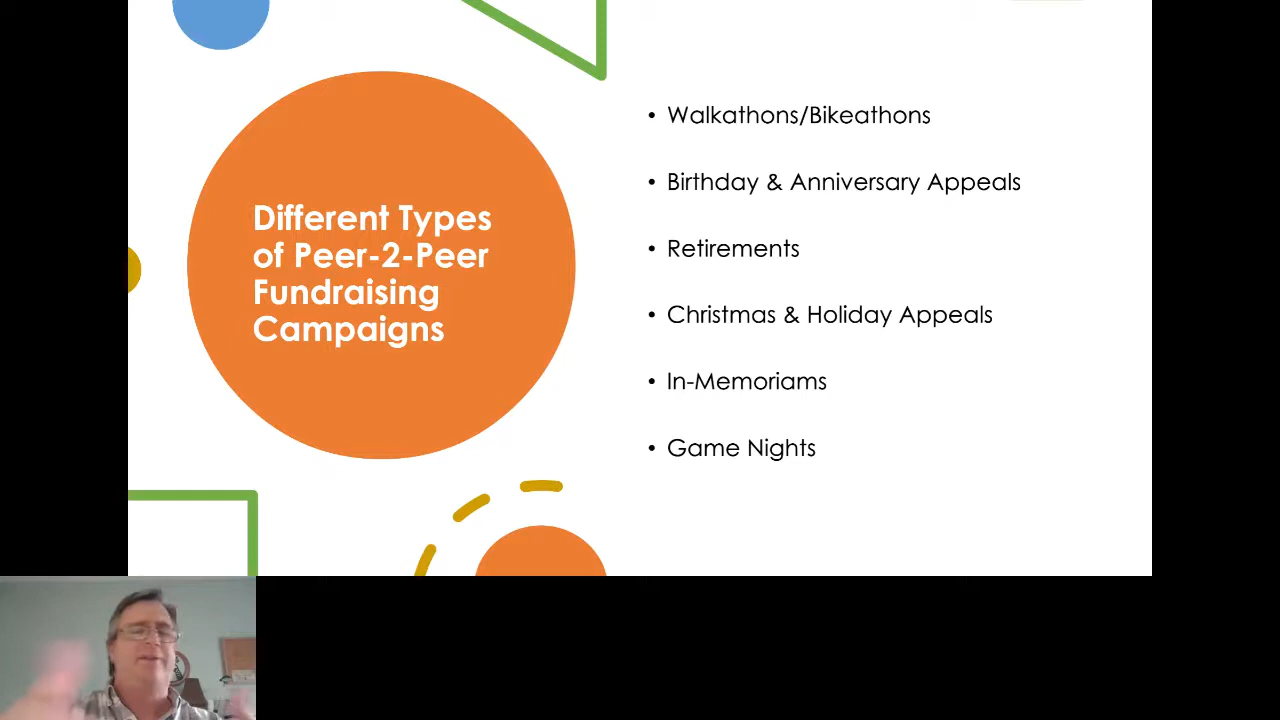 Different Types
of Peer-2-Peer
Fundraising
Campaigns
• Walkathons/Bikeathons
• Birthday & Anniversary Appeals
• Retirements
• Christmas & Holiday Appeals
• In-Memoriams
• Game Nights